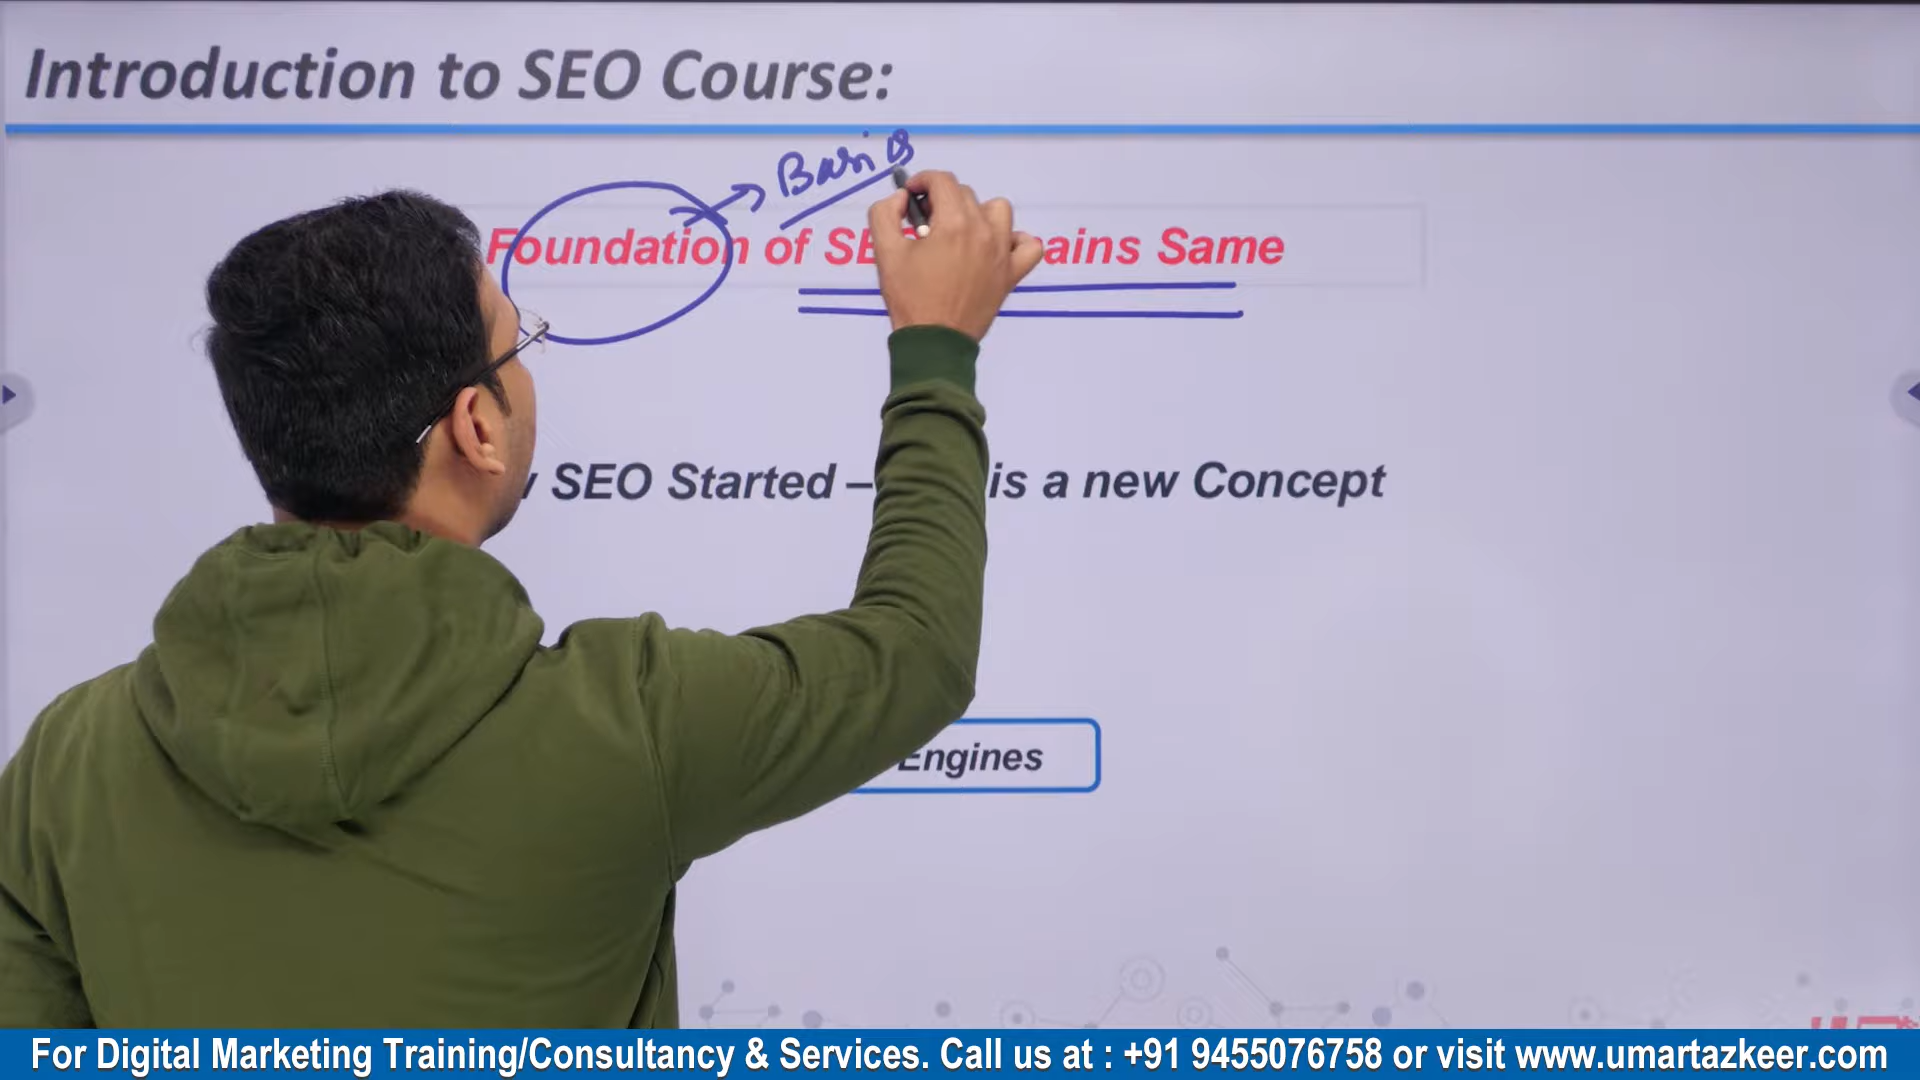 Introduction to SEO Course:
Basics
Foundation of SE ains Same
SEO Started – is a new Concept
Engines
For Digital Marketing Training/Consultancy & Services. Call us at : +91 9455076758 or visit www.umartazkeer.com